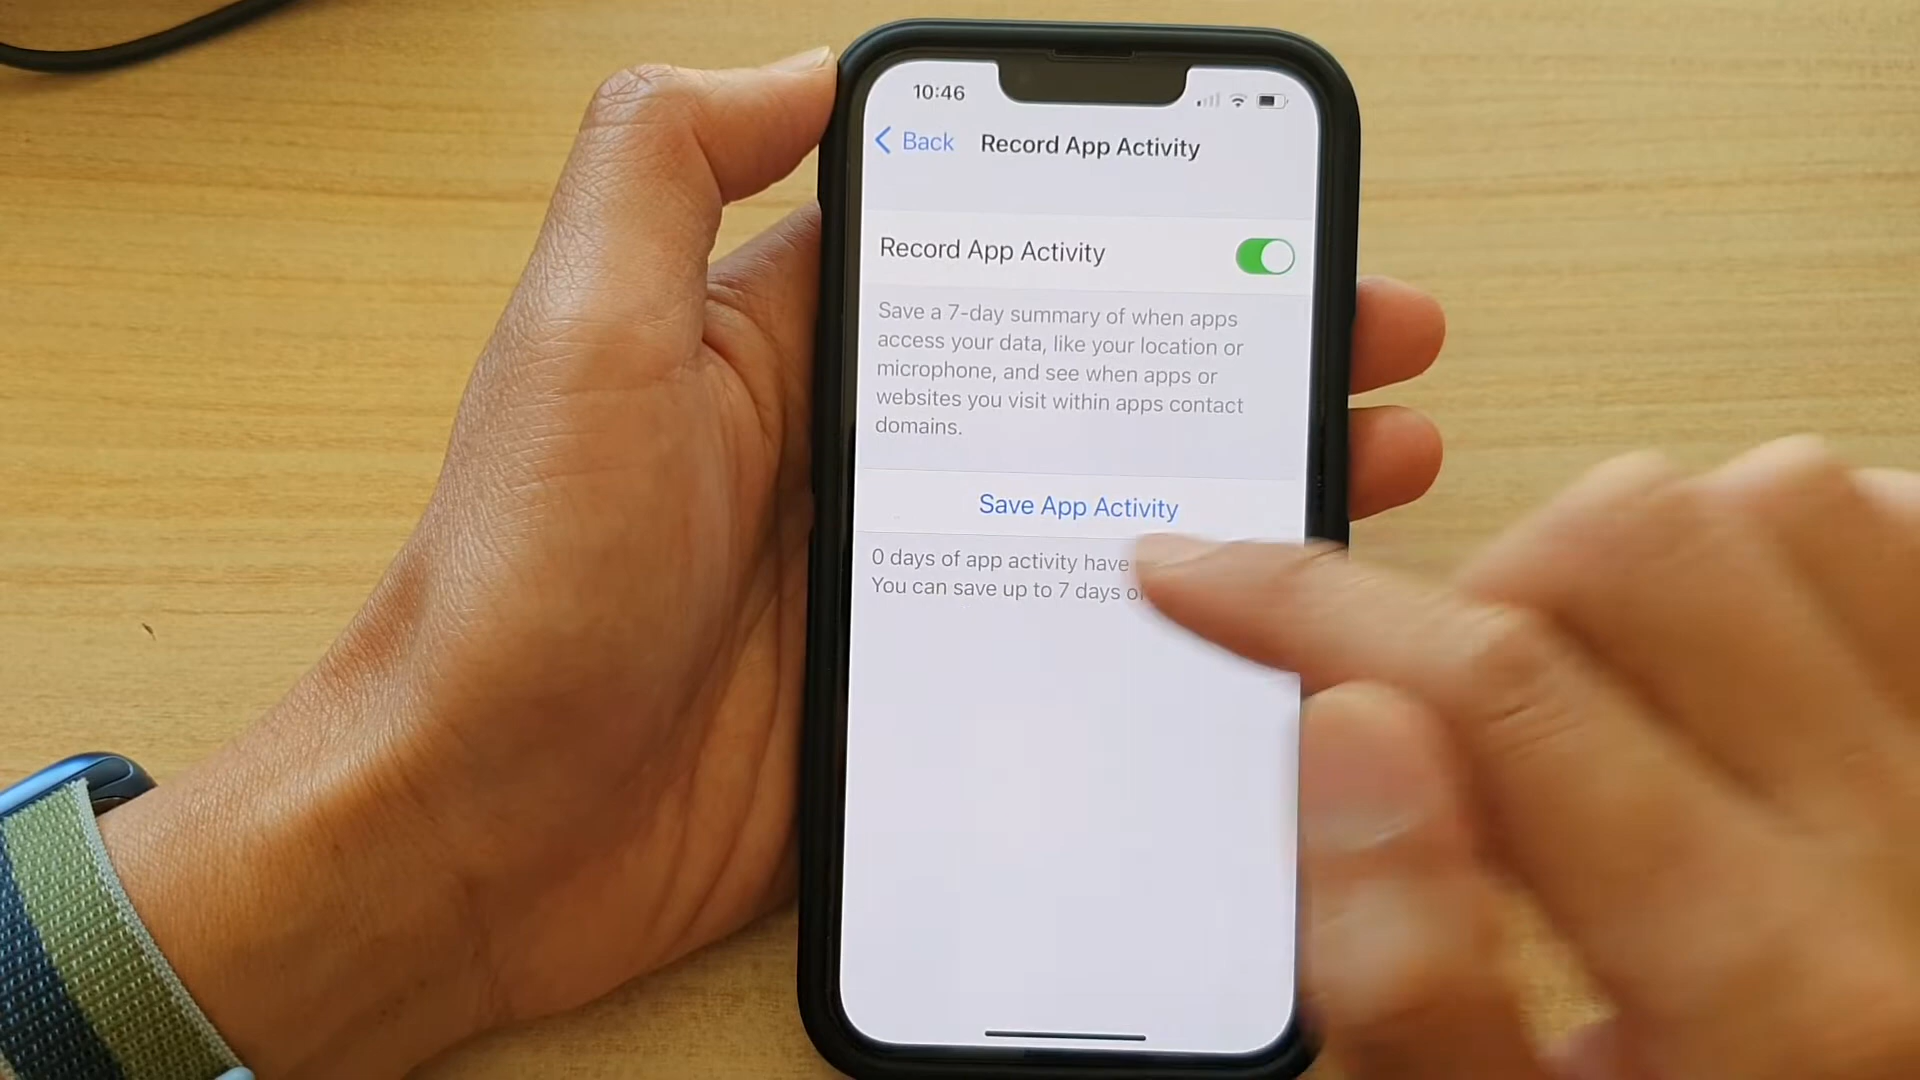 10:46
Back
Record App Activity
Record App Activity
Save a 7-day summary of when apps
access your data, like your location or
microphone, and see when apps or
websites you visit within apps contact
domains.
Save App Activity
0 days of app activity have
You can save up to 7 days